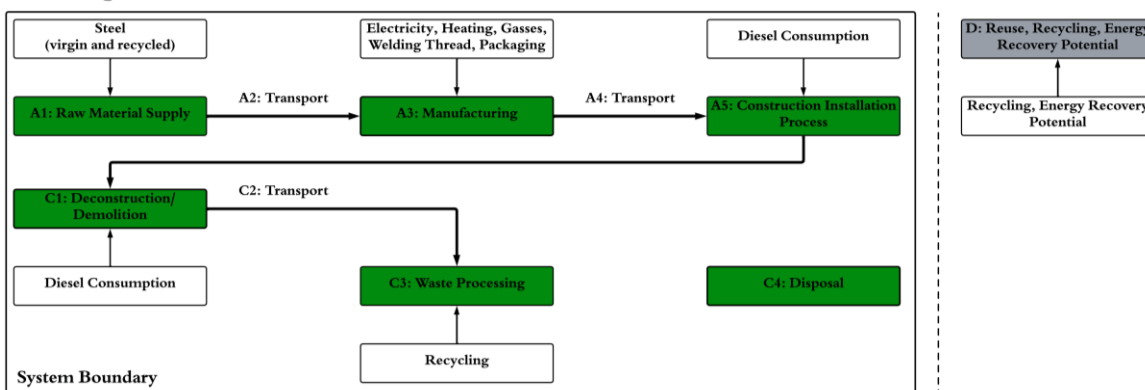 Steel
(virgin and recycled)
Electricity, Heating, Gasses,
Welding Thread, Packaging
Diesel Consumption
D: Reuse, Recycling, Energy
Recovery Potential
A1: Raw Material Supply
A2: Transport
A3: Manufacturing
A4: Transport
A5: Construction Installation
Process
Recycling, Energy Recovery
Potential
C1: Deconstruction/
Demolition
C2: Transport
Diesel Consumption
C3: Waste Processing
C4: Disposal
Recycling
System Boundary